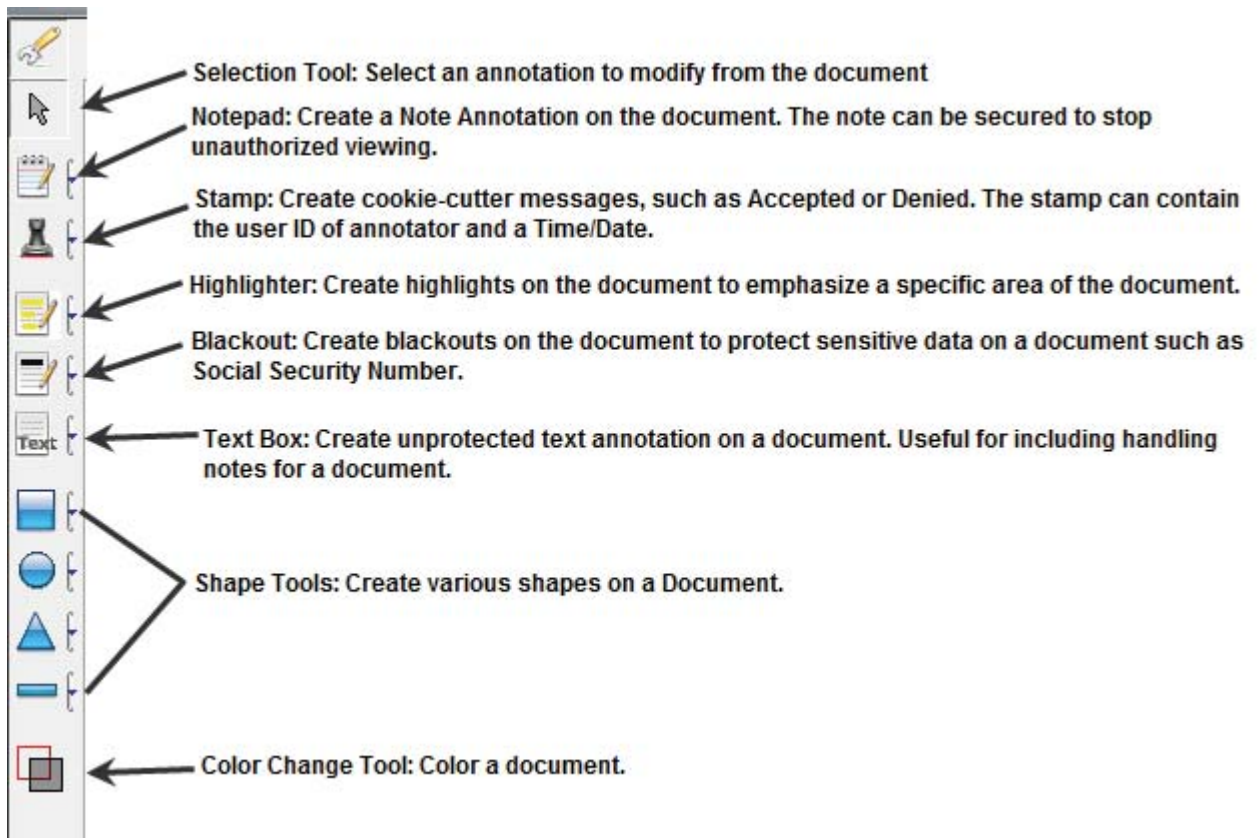 Selection Tool: Select an annotation to modify from the document
Notepad: Create a Note Annotation on the document. The note can be secured to stop
unauthorized viewing.
Stamp: Create cookie-cutter messages, such as Accepted or Denied. The stamp can contain
the user ID of annotator and a Time/Date.
Highlighter: Create highlights on the document to emphasize a specific area of the document.
Blackout: Create blackouts on the document to protect sensitive data on a document such as
Social Security Number.
Text
Text Box: Create unprotected text annotation on a document. Useful for including handling
notes for a document.
Shape Tools: Create various shapes on a Document.
Color Change Tool: Color a document.